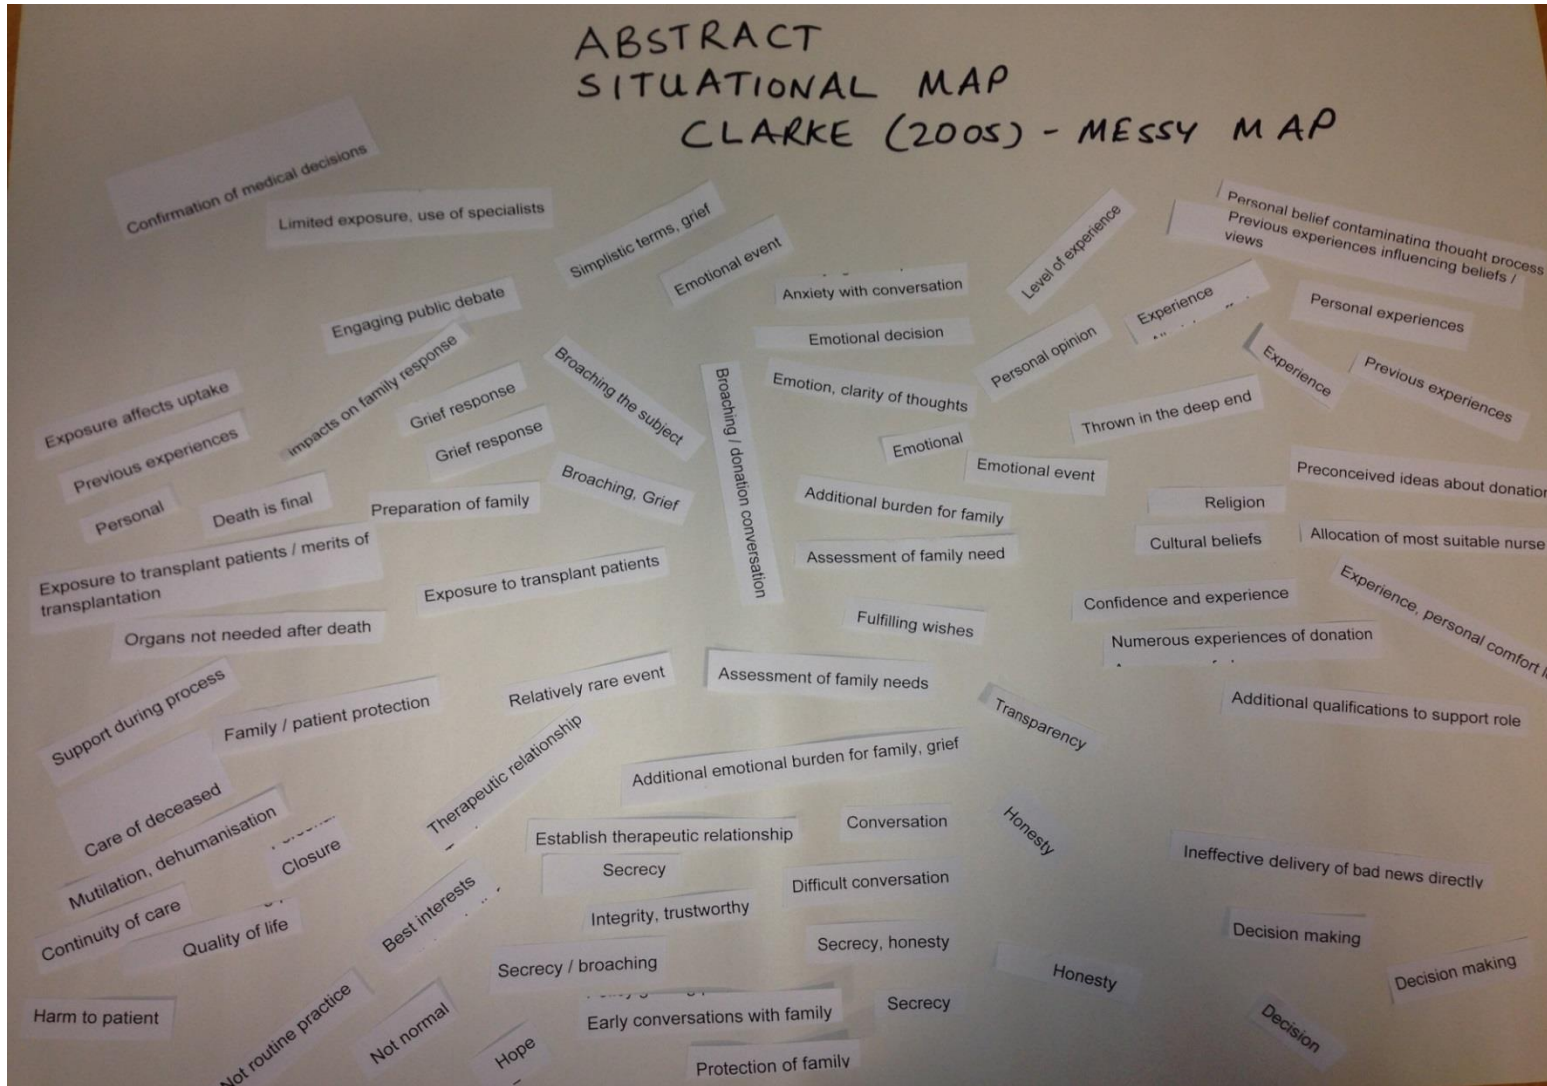 ABSTRACT
SITUATIONAL MAP
CLARKE (2005) - MESSY MAP
Confirmation of medical decisions
Limited exposure, use of specialists
Simplistic terms, grief
Emotional event
Level of experience
Personal belief contaminating thought process
Previous experiences influencing beliefs /
views
Engaging public debate
Anxiety with conversation
Experience
Personal experiences
impacts on family response
Emotional decision
Personal opinion
Experience
Previous experiences
Exposure affects uptake
Grief response
Broaching the subject
Broaching / donation conversation
Emotion, clarity of thoughts
Thrown in the deep end
Previous experiences
Grief response
Emotional
Emotional event
Preconceived ideas about donation
Personal
Death is final
Preparation of family
Broaching, Grief
Additional burden for family
Religion
Cultural beliefs
Allocation of most suitable nurse
Exposure to transplant patients / merits of
transplantation
Exposure to transplant patients
Assessment of family need
Confidence and experience
Experience, personal comfort
Organs not needed after death
Fulfilling wishes
Numerous experiences of donation
Support during process
Family / patient protection
Relatively rare event
Assessment of family needs
Transparency
Additional qualifications to support role
Care of deceased
Therapeutic relationship
Additional emotional burden for family, grief
Mutilation, dehumanisation
Closure
Establish therapeutic relationship
Conversation
Honesty
Ineffective delivery of bad news directly
Secrecy
Difficult conversation
Continuity of care
Quality of life
Best interests
Integrity, trustworthy
Secrecy, honesty
Decision making
Decision making
Secrecy / broaching
Honesty
Harm to patient
Not routine practice
Not normal
Hope
Early conversations with family
Secrecy
Decision
Protection of family